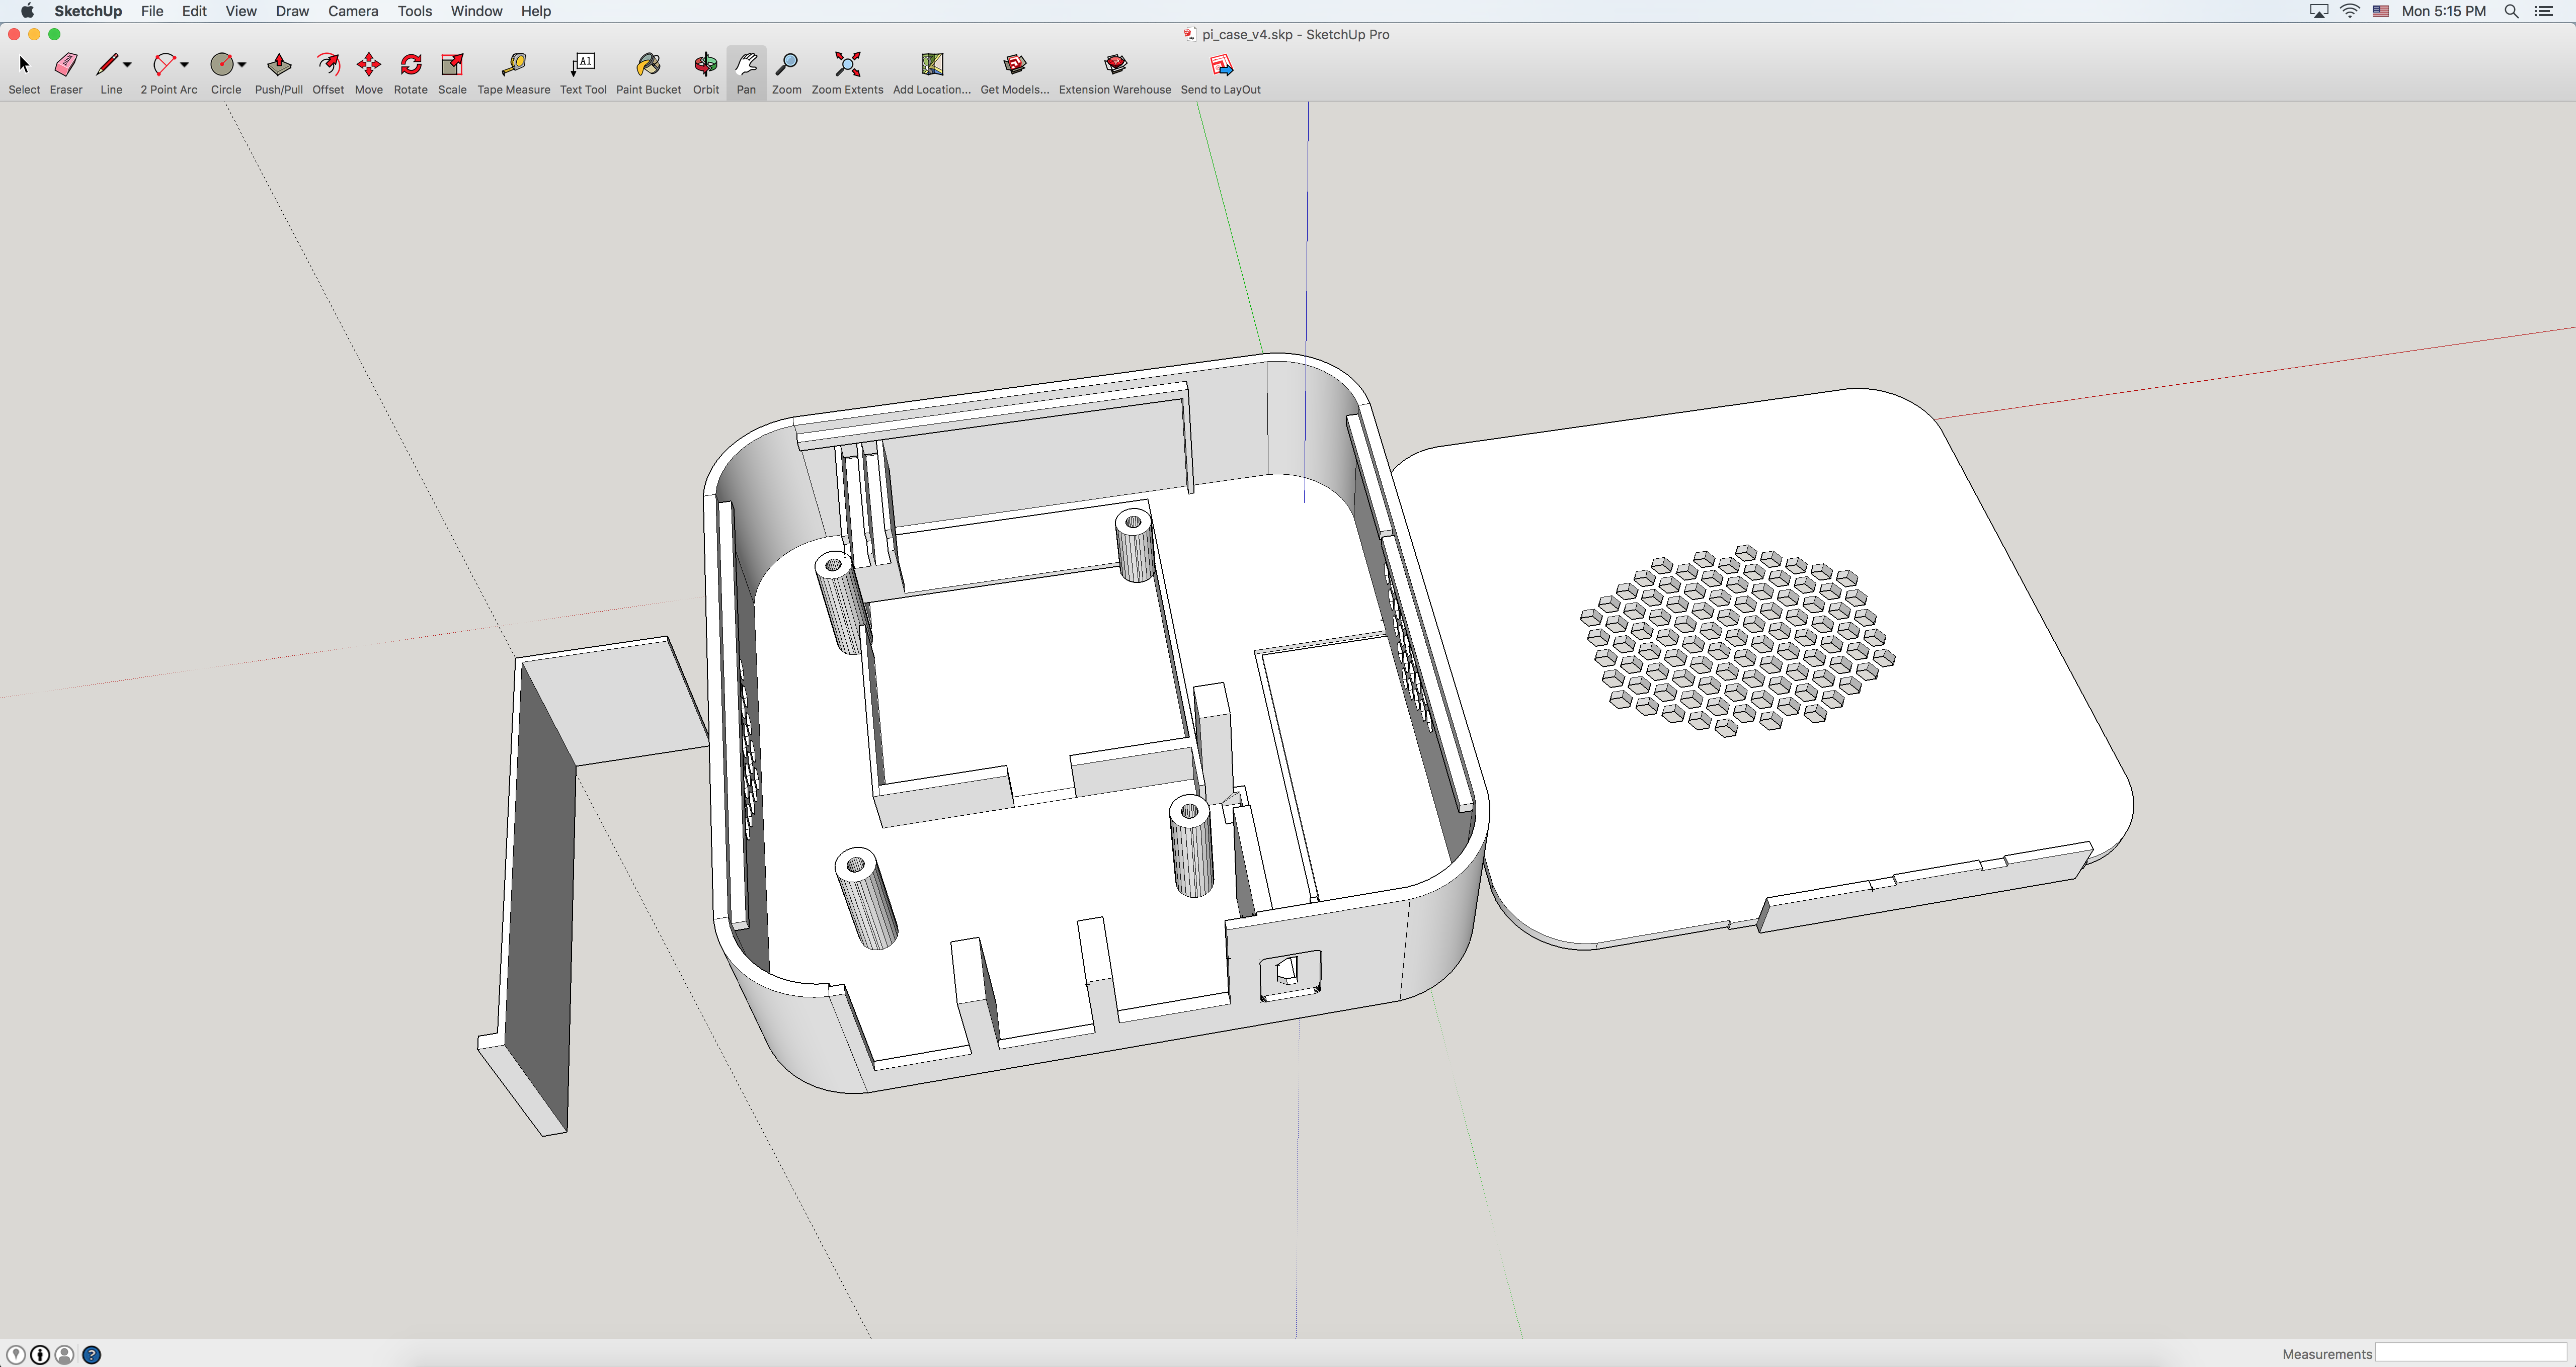 SketchUp File Edit View Draw Camera Tools Window Help Mon 5:15 PM
pi_case_v4.skp - SketchUp Pro
A1
Select Eraser Line 2 Point Arc Circle Push/Pull Offset Move Rotate Scale Tape Measure Text Tool Paint Bucket Orbit Pan Zoom Zoom Extents Add Location... Get Models... Extension Warehouse Send to LayOut
? Measurements